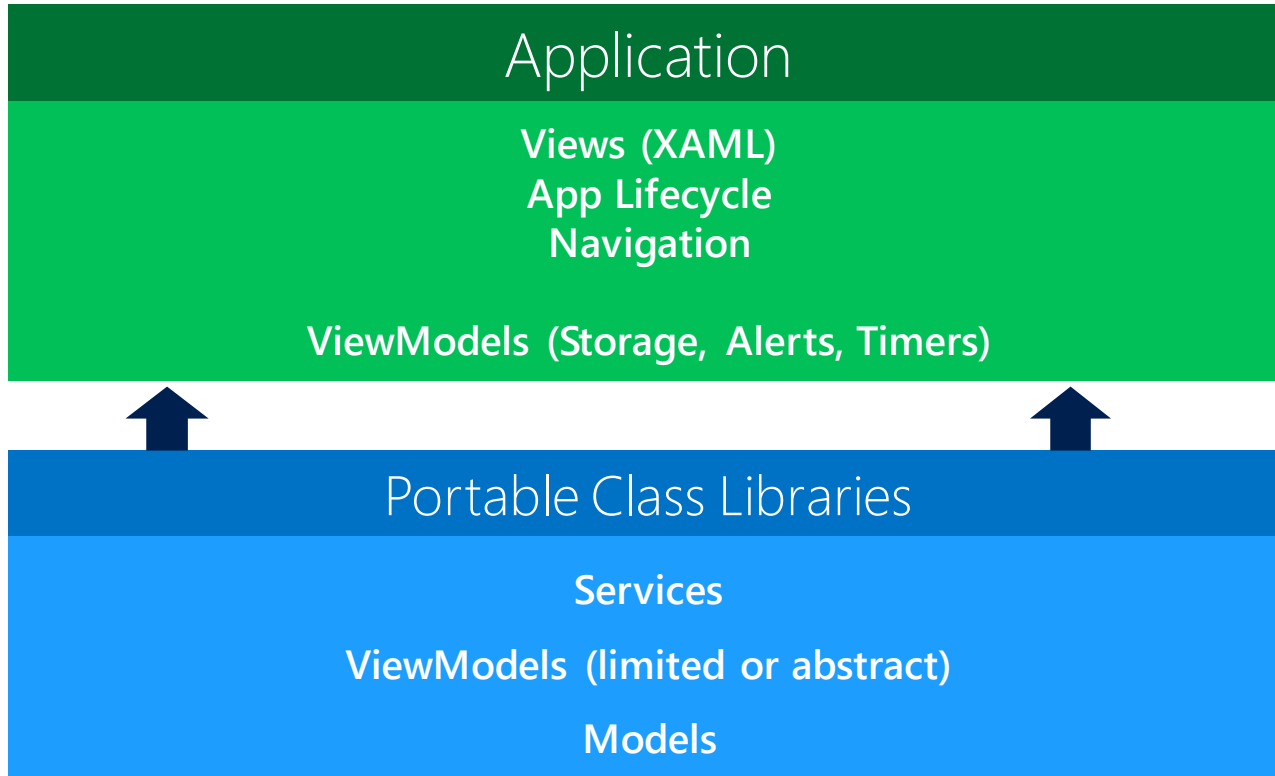 Application
Views (XAML)
App Lifecycle
Navigation
ViewModels (Storage, Alerts, Timers)
Portable Class Libraries
Services
ViewModels (limited or abstract)
Models